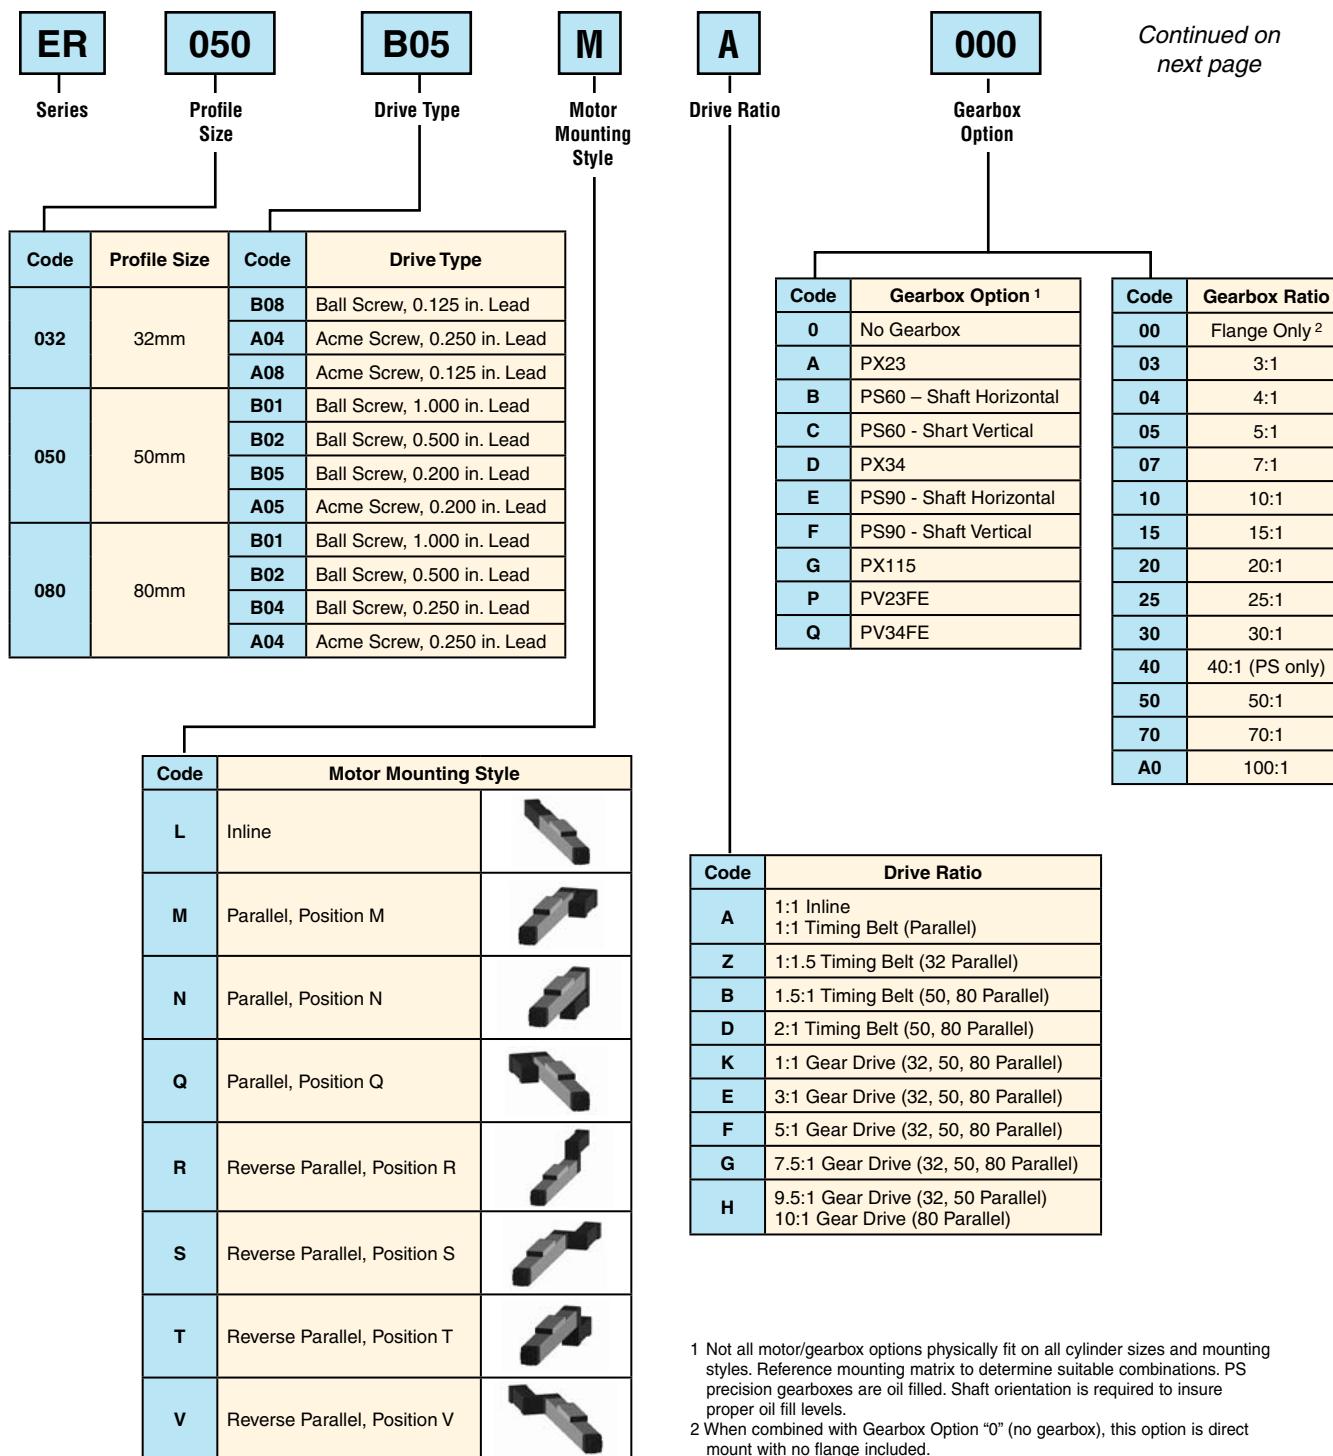 ER 050 B05 M A 000
Continued on
next page
Series
Profile
Size
Drive Type
Motor
Mounting
Style
Drive Ratio
Gearbox
Option
Code Profile Size Code Drive Type
032 32mm
B08 Ball Screw, 0.125 in. Lead
A04 Acme Screw, 0.250 in. Lead
A08 Acme Screw, 0.125 in. Lead
050 50mm
B01 Ball Screw, 1.000 in. Lead
B02 Ball Screw, 0.500 in. Lead
B05 Ball Screw, 0.200 in. Lead
A05 Acme Screw, 0.200 in. Lead
080 80mm
B01 Ball Screw, 1.000 in. Lead
B02 Ball Screw, 0.500 in. Lead
B04 Ball Screw, 0.250 in. Lead
A04 Acme Screw, 0.250 in. Lead
Code Gearbox Option 1
0 No Gearbox
A PX23
B PS60 – Shaft Horizontal
C PS60 - Shart Vertical
D PX34
E PS90 - Shaft Horizontal
F PS90 - Shaft Vertical
G PX115
P PV23FE
Q PV34FE
Code Gearbox Ratio
00 Flange Only 2
03 3:1
04 4:1
05 5:1
07 7:1
10 10:1
15 15:1
20 20:1
25 25:1
30 30:1
40 40:1 (PS only)
50 50:1
70 70:1
A0 100:1
Code Motor Mounting Style
L Inline
M Parallel, Position M
N Parallel, Position N
Q Parallel, Position Q
R Reverse Parallel, Position R
S Reverse Parallel, Position S
T Reverse Parallel, Position T
V Reverse Parallel, Position V
Code Drive Ratio
A 1:1 Inline
1:1 Timing Belt (Parallel)
Z 1:1.5 Timing Belt (32 Parallel)
B 1.5:1 Timing Belt (50, 80 Parallel)
D 2:1 Timing Belt (50, 80 Parallel)
K 1:1 Gear Drive (32, 50, 80 Parallel)
E 3:1 Gear Drive (32, 50, 80 Parallel)
F 5:1 Gear Drive (32, 50, 80 Parallel)
G 7.5:1 Gear Drive (32, 50, 80 Parallel)
H 9.5:1 Gear Drive (32, 50 Parallel)
10:1 Gear Drive (80 Parallel)
1 Not all motor/gearbox options physically fit on all cylinder sizes and mounting
styles. Reference mounting matrix to determine suitable combinations. PS
precision gearboxes are oil filled. Shaft orientation is required to insure
proper oil fill levels.
2 When combined with Gearbox Option “0” (no gearbox), this option is direct
mount with no flange included.